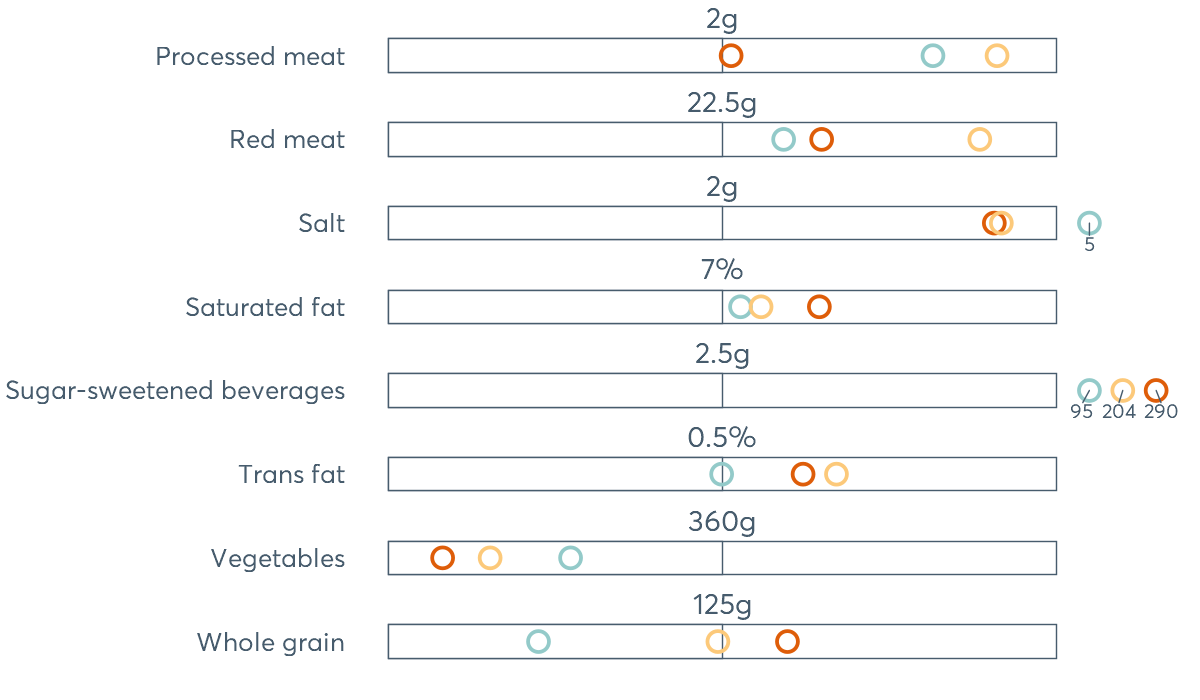 2g
Processed meat
22.5g
Red meat
2g
Salt
5
7%
Saturated fat
2.5g
Sugar-sweetened beverages
95 204 290
0.5%
Trans fat
360g
Vegetables
125g
Whole grain